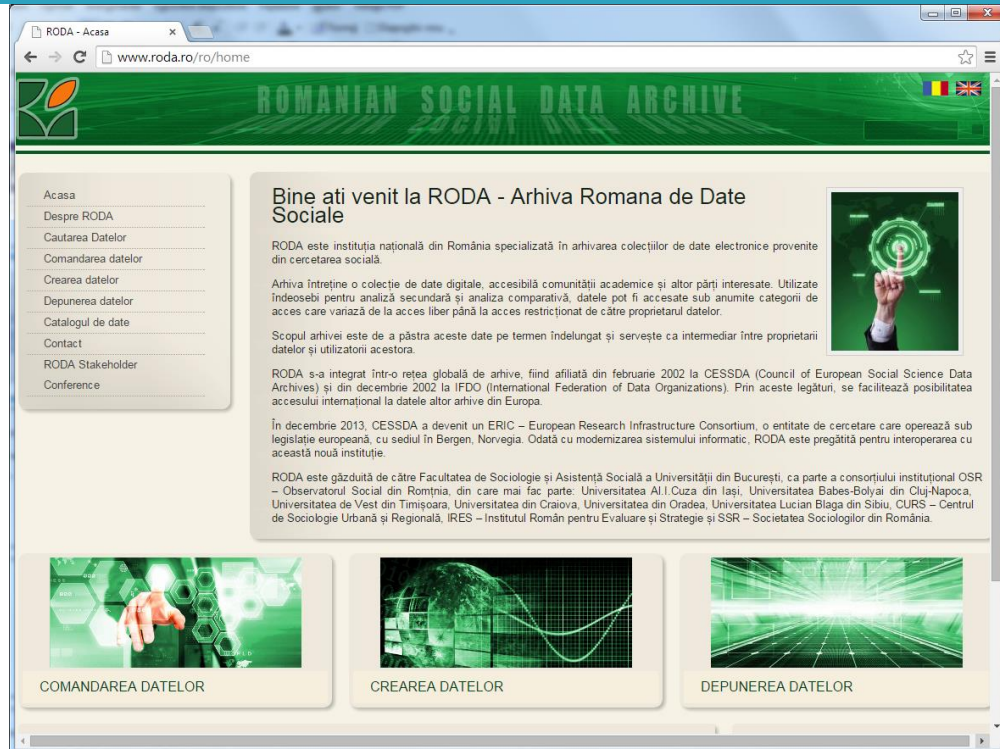 RODA - Acasa
www.roda.ro/ro/home
ROMANIAN SOCIAL DATA ARCHIVE
Acasa
Despre RODA
Cautarea Datelor
Comandarea datelor
Crearea datelor
Depunerea datelor
Catalogul de date
Contact
RODA Stakeholder
Conference
Bine ati venit la RODA - Arhiva Romana de Date
Sociale
RODA este instituția națională din România specializată în arhivarea colecțiilor de date electronice provenite
din cercetarea socială.
Arhiva întreține o colecție de date digitale, accesibilă comunității academice și altor părți interesate. Utilizate
îndeosebi pentru analiză secundară și analiza comparativă, datele pot fi accesate sub anumite categorii de
acces care variază de la acces liber până la acces restricționat de către proprietarul datelor.
Scopul arhivei este de a păstra aceste date pe termen îndelungat și servește ca intermediar între proprietarii
datelor și utilizatorii acestora.
RODA s-a integrat într-o rețea globală de arhive, fiind afiliată din februarie 2002 la CESSDA (Council of European Social Science Data
Archives) și din decembrie 2002 la IFDO (International Federation of Data Organizations). Prin aceste legături, se facilitează posibilitatea
accesului internațional la datele altor arhive din Europa.
În decembrie 2013, CESSDA a devenit un ERIC – European Research Infrastructure Consortium, o entitate de cercetare care operează sub
legislație europeană, cu sediul în Bergen, Norvegia. Odată cu modernizarea sistemului informatic, RODA este pregătită pentru interoperarea cu
această nouă instituție.
RODA este găzduită de către Facultatea de Sociologie și Asistență Socială a Universității din București, ca parte a consorțiului instituțional OSR
– Observatorul Social din Romțnia, din care mai fac parte: Universitatea Al.I.Cuza din Iași, Universitatea Babes-Bolyai din Cluj-Napoca,
Universitatea de Vest din Timișoara, Universitatea din Craiova, Universitatea din Oradea, Universitatea Lucian Blaga din Sibiu, CURS – Centrul
de Sociologie Urbană și Regională, IRES – Institutul Român pentru Evaluare și Strategie și SSR – Societatea Sociologilor din România.
COMANDAREA DATELOR
CREAREA DATELOR
DEPUNEREA DATELOR